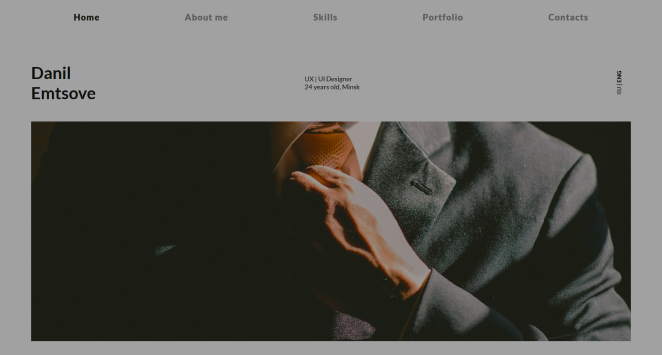 Home
About me
Skills
Portfolio
Contacts
Danil
Emtsove
UX | UI Designer
24 years old, Minsk
RU | ENG